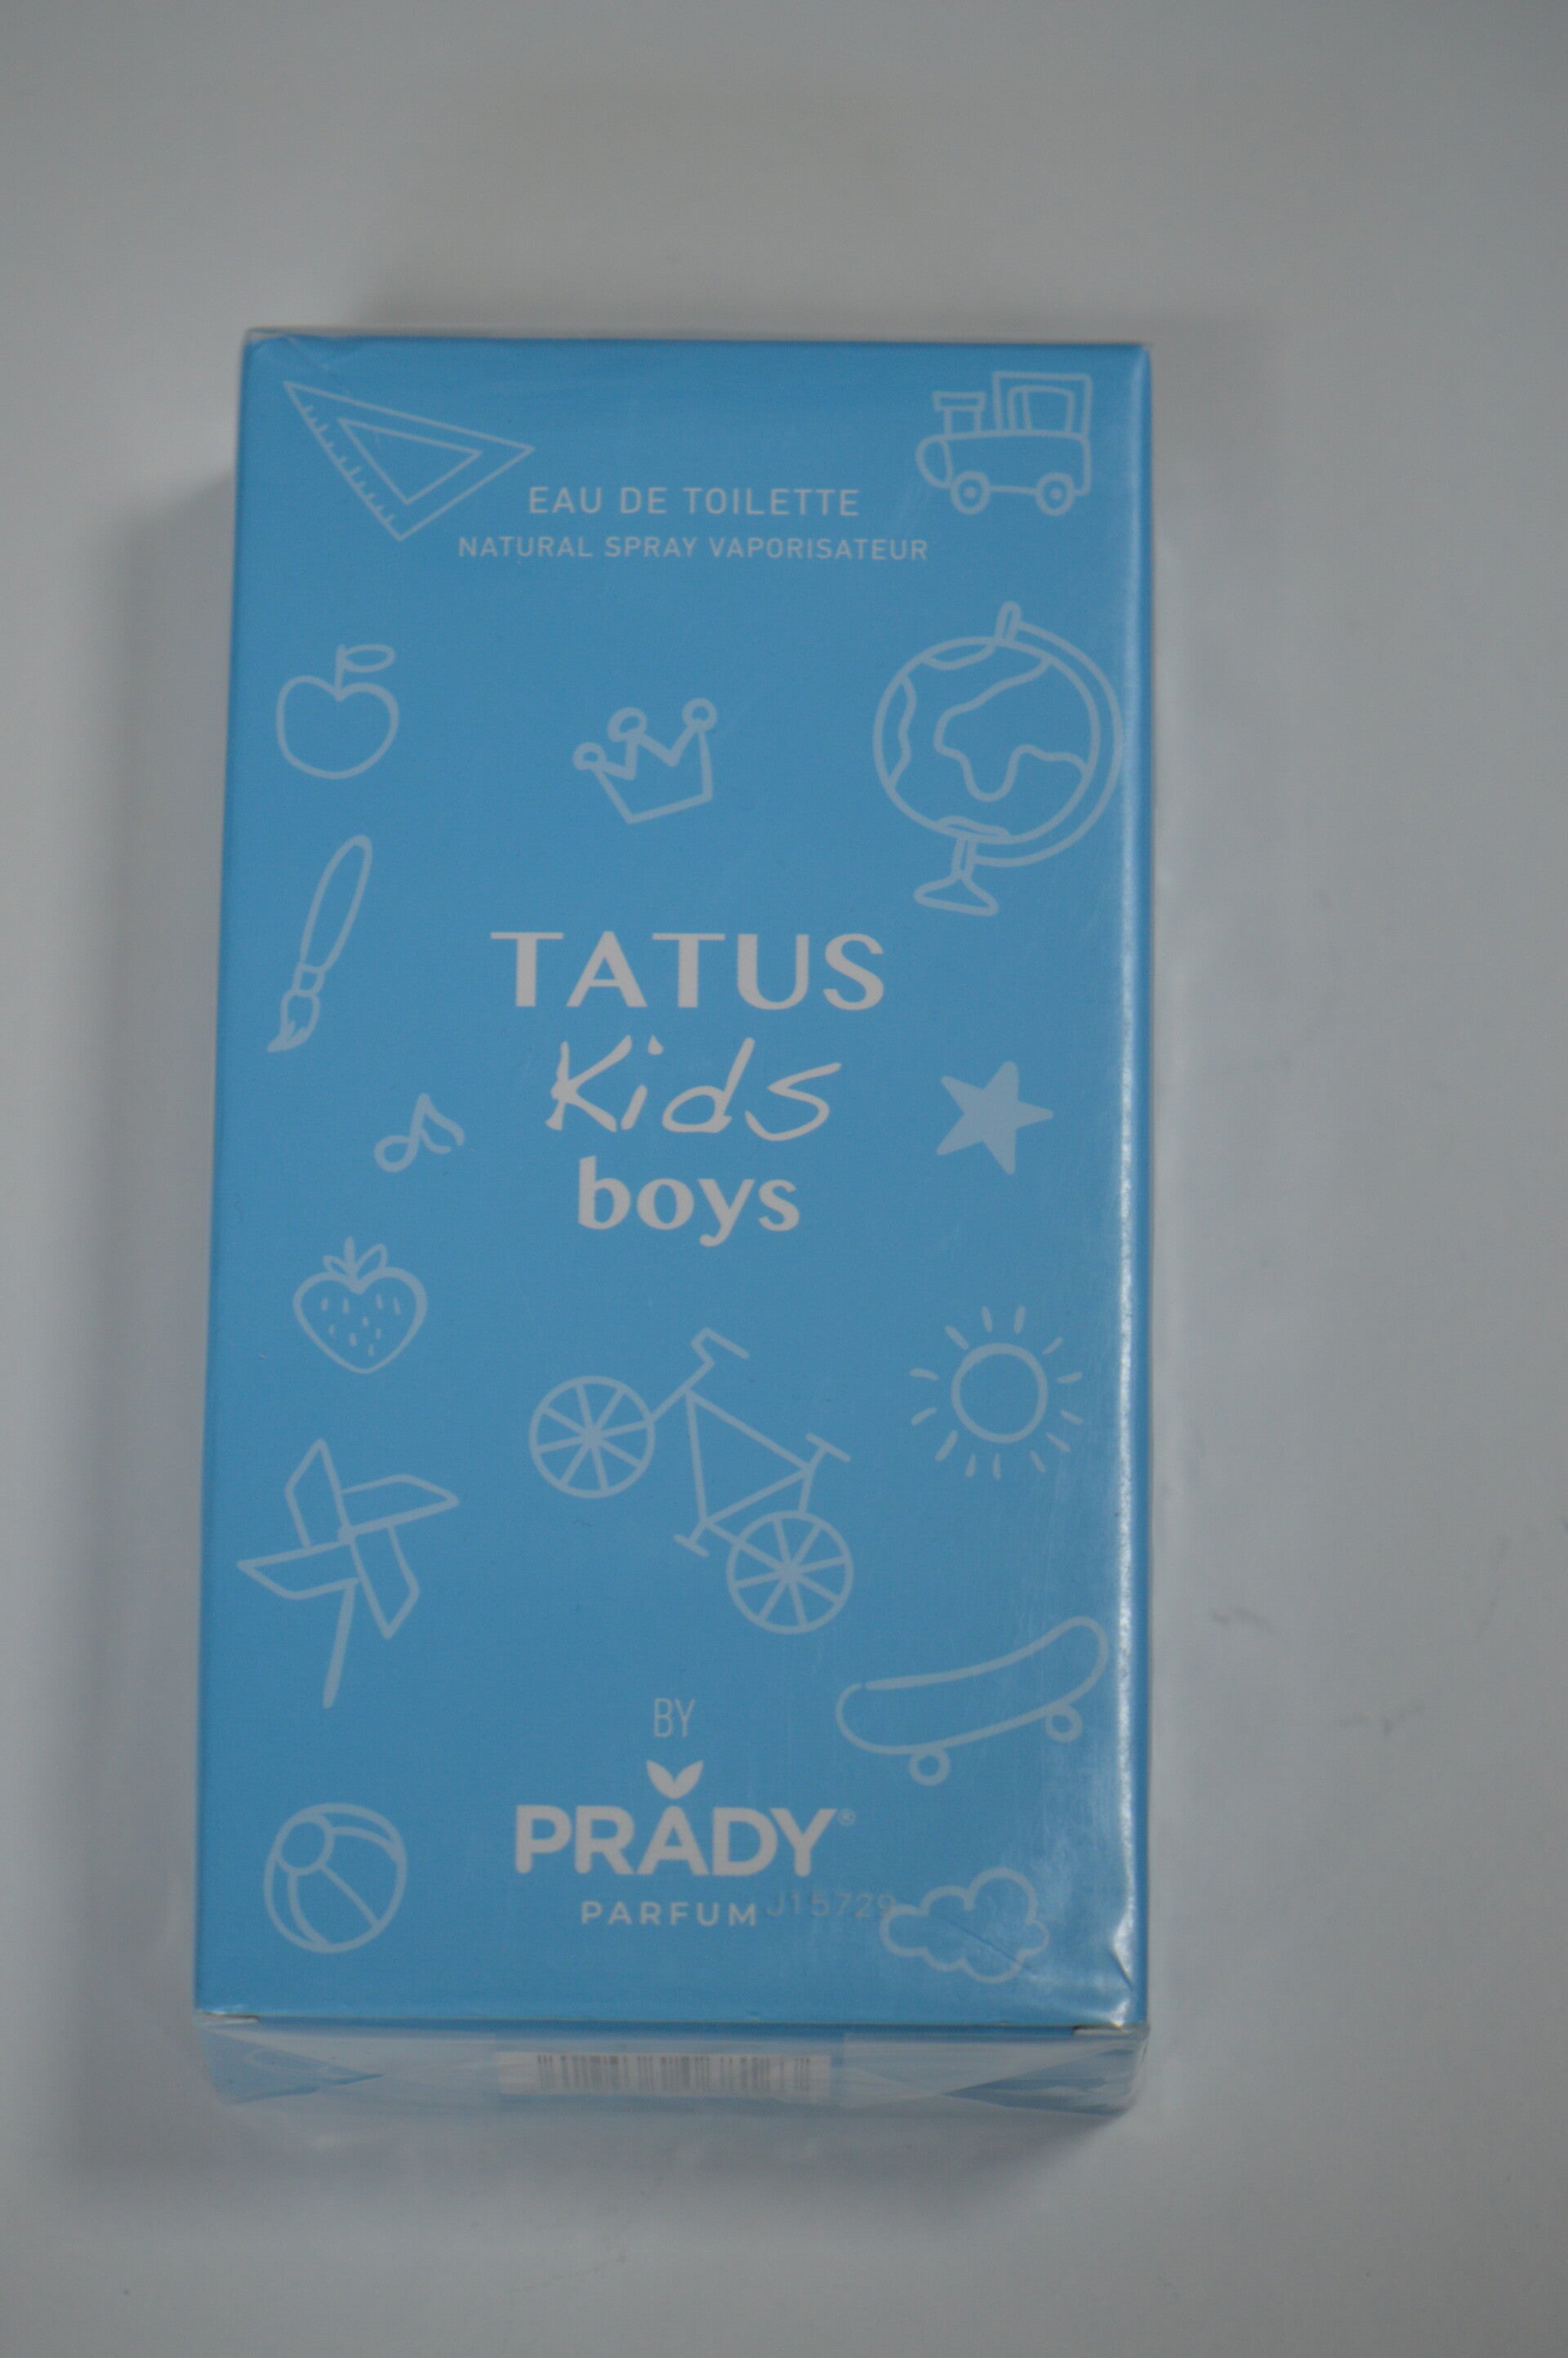 EAU DE TOILETTE
NATURAL SPRAY VAPORISATEUR
TATUS
Kids
boys
BY
PRADY®
PARFUM
J15729